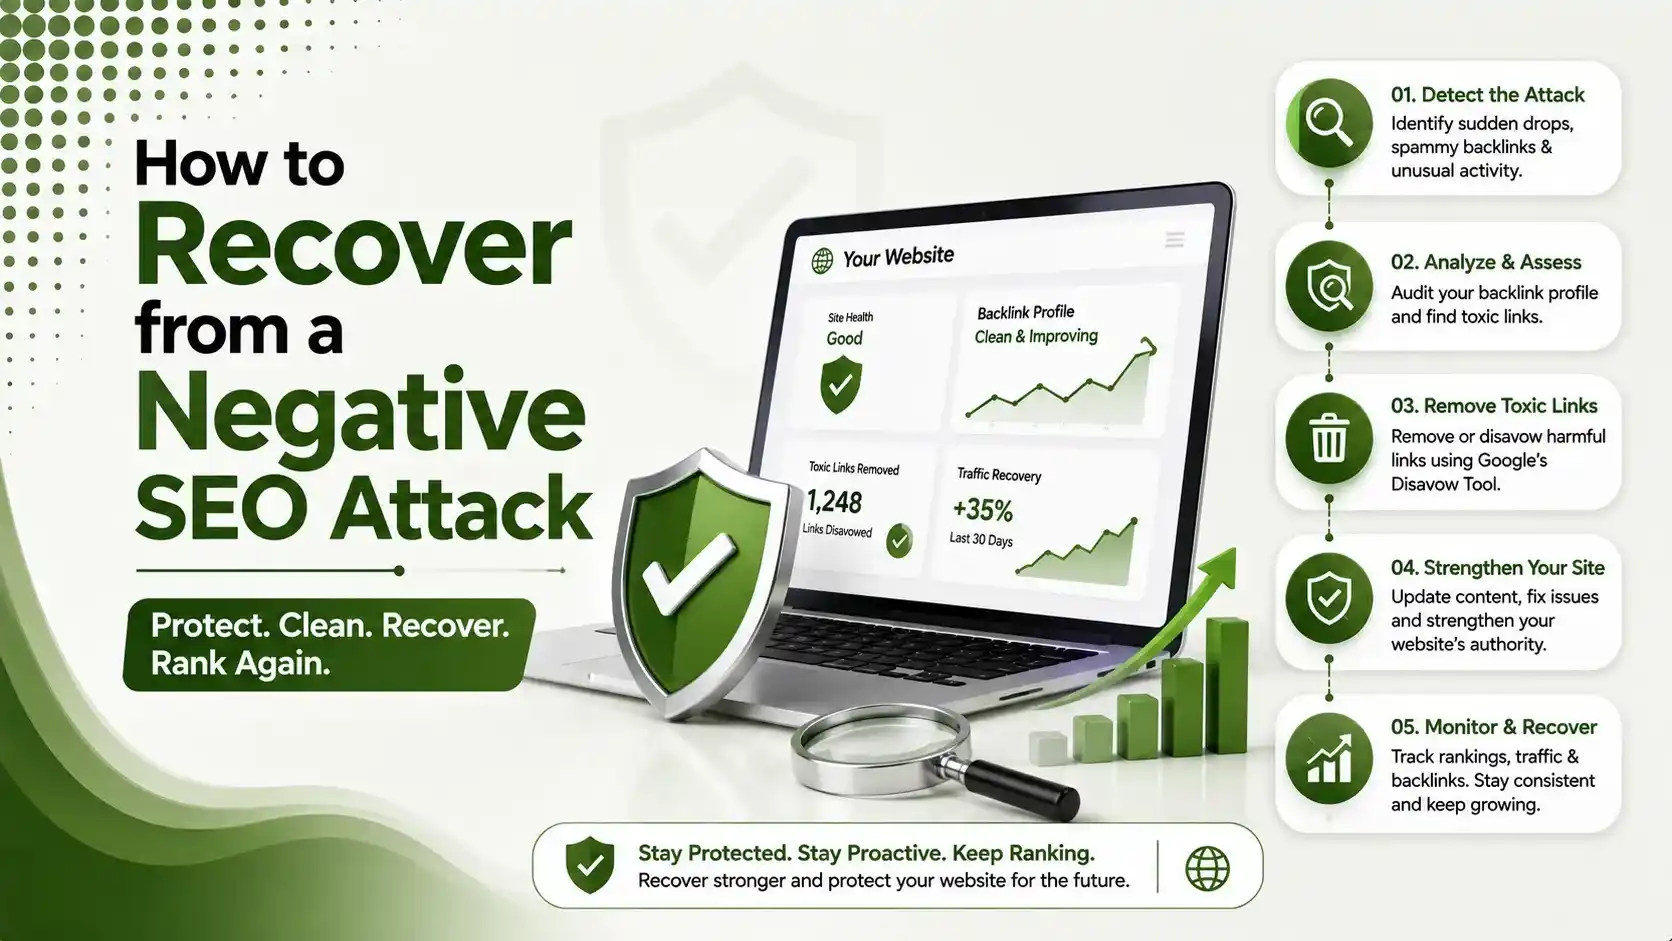 How to
Recover
from a
Negative
SEO Attack
Protect. Clean. Recover.
Rank Again.
Your Website
Site Health
Good
Backlink Profile
Clean & Improving
Toxic Links Removed
1,248
Links Disavowed
Traffic Recovery
+35%
Last 30 Days
01. Detect the Attack
Identify sudden drops,
spammy backlinks &
unusual activity.
02. Analyze & Assess
Audit your backlink profile
and find toxic links.
03. Remove Toxic Links
Remove or disavow harmful
links using Google's
Disavow Tool.
04. Strengthen Your Site
Update content, fix issues
and strengthen your
website's authority.
05. Monitor & Recover
Track rankings, traffic &
backlinks. Stay consistent
and keep growing.
Stay Protected. Stay Proactive. Keep Ranking.
Recover stronger and protect your website for the future.